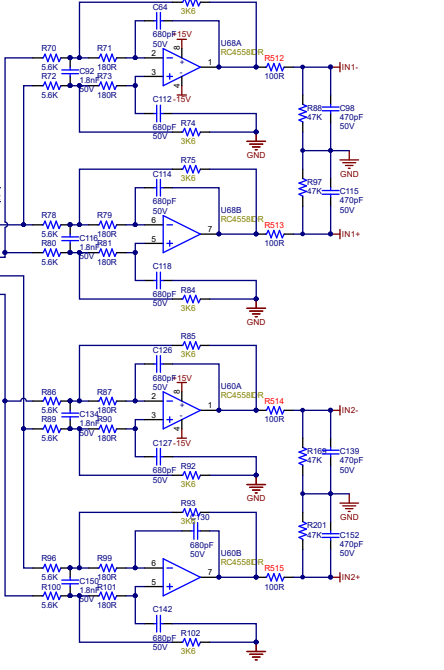 3K6
C64
680pF
50V
+15V
8
U68A
RC4558DR
R70
5.6K
R72
5.6K
C92
1.8nF
50V
R71
180R
R73
180R
2
3
1
4
-15V
R512
100R
IN1-
R88
47K
C98
470pF
50V
C112
680pF
50V
R74
3K6
GND
GND
R75
3K6
C114
680pF
50V
U68B
RC4558DR
R78
5.6K
R80
5.6K
C116
1.8nF
50V
R79
180R
R81
180R
6
5
7
R513
100R
IN1+
R97
47K
C115
470pF
50V
C118
680pF
50V
R84
3K6
GND
R85
3K6
C126
680pF
50V
+15V
8
U60A
RC4558DR
R86
5.6K
R89
5.6K
C134
1.8nF
50V
R87
180R
R90
180R
2
3
1
4
-15V
R514
100R
IN2-
R169
47K
C139
470pF
50V
C127
680pF
50V
R92
3K6
GND
GND
R93
3K6
C130
680pF
50V
U60B
RC4558DR
R96
5.6K
R100
5.6K
C150
1.8nF
50V
R99
180R
R101
180R
6
5
7
R515
100R
IN2+
R201
47K
C152
470pF
50V
C142
680pF
50V
R102
3K6